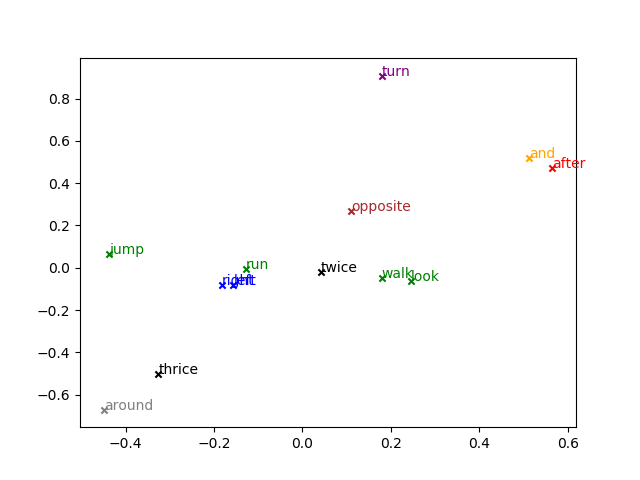 turn
0.8
0.6
and
after
0.4
opposite
0.2
jump
run
twice
0.0
walk
look
right
left
−0.2
−0.4
thrice
−0.6
around
−0.4
−0.2
0.0
0.2
0.4
0.6